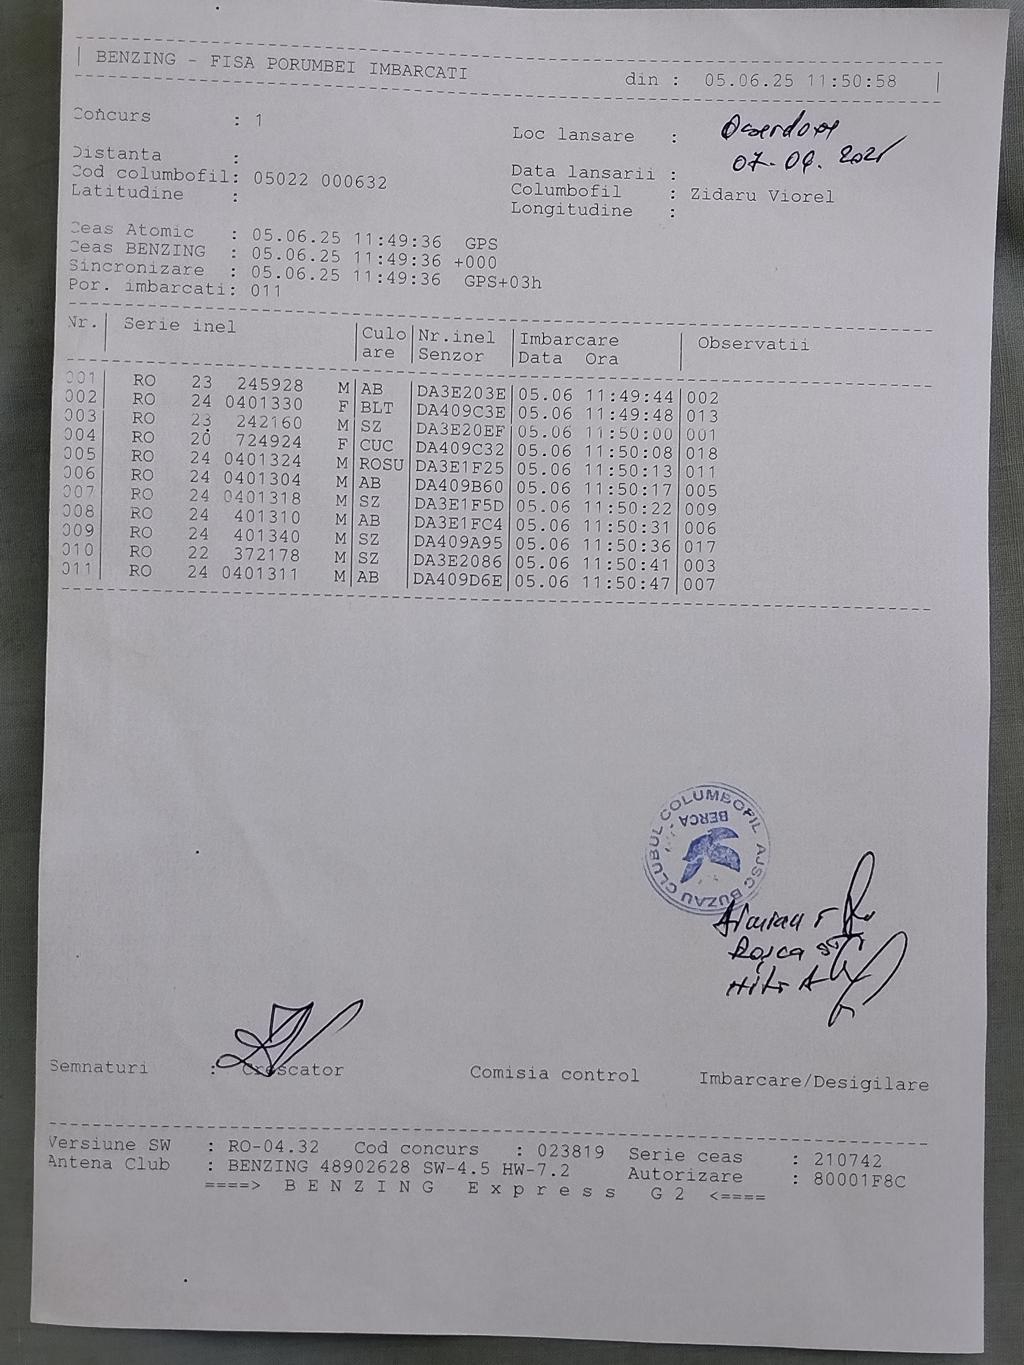 BENZING - FISA PORUMBEI IMBARCATI din : 05.06.25 11:50:58
Concurs : 1 Loc lansare :
Distanta : Data lansarii :
Cod columbofil: 05022 000632 Columbofil : Zidaru Viorel
Latitudine : Longitudine :
Ceas Atomic : 05.06.25 11:49:36 GPS
Ceas BENZING : 05.06.25 11:49:36 +000
Sincronizare : 05.06.25 11:49:36 GPS+03h
Por. imbarcati: 011
Nr. Serie inel Culo Nr.inel Imbarcare Observatii
are Senzor Data Ora
001 RO 23 245928 M AB DA3E203E 05.06 11:49:44 002
002 RO 24 0401330 F BLT DA409C3E 05.06 11:49:48 013
003 RO 23 242160 M SZ DA3E20EF 05.06 11:50:00 001
004 RO 20 724924 F CUC DA409C32 05.06 11:50:08 018
005 RO 24 0401324 M ROSU DA3E1F25 05.06 11:50:13 011
006 RO 24 0401304 M AB DA409B60 05.06 11:50:17 005
007 RO 24 0401318 M SZ DA3E1F5D 05.06 11:50:22 009
008 RO 24 401310 M AB DA3E1FC4 05.06 11:50:31 006
009 RO 24 401340 M SZ DA409A95 05.06 11:50:36 017
010 RO 22 372178 M SZ DA3E2086 05.06 11:50:41 003
011 RO 24 0401311 M AB DA409D6E 05.06 11:50:47 007
CLUBUL COLUMBOFIL AJSC BUZAU
BERCA
Roșca
Semnaturi : Crescator Comisia control Imbarcare/Desigilare
Versiune SW : RO-04.32 Cod concurs : 023819 Serie ceas : 210742
Antena Club : BENZING 48902628 SW-4.5 HW-7.2 Autorizare : 80001F8C
====> B E N Z I N G E x p r e s s G 2 <====